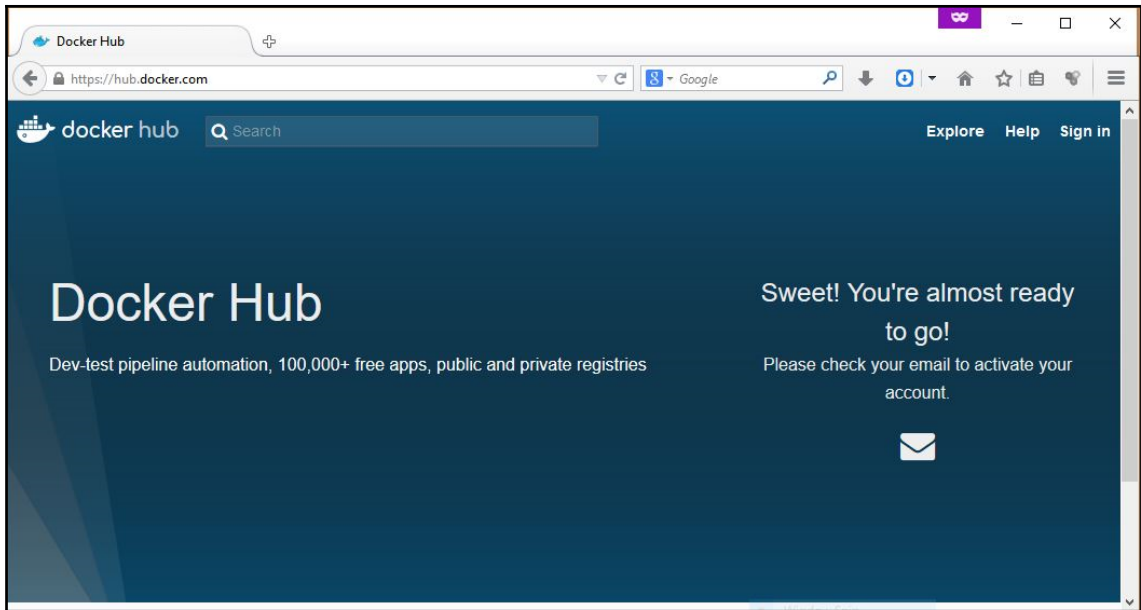 Docker Hub
https://hub.docker.com
Google
docker hub
Search
Explore Help Sign in
Docker Hub
Dev-test pipeline automation, 100,000+ free apps, public and private registries
Sweet! You're almost ready
to go!
Please check your email to activate your
account.